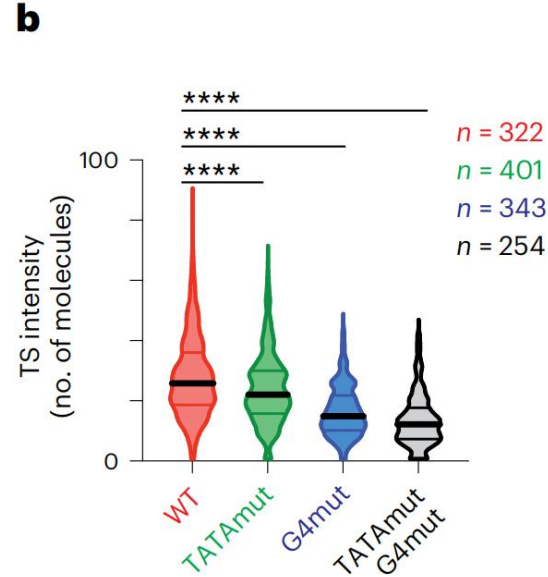 b
****
****
****
n = 322
n = 401
n = 343
n = 254
TS intensity
(no. of molecules)
100
0
WT
TATAmut
G4mut
TATAmut
G4mut